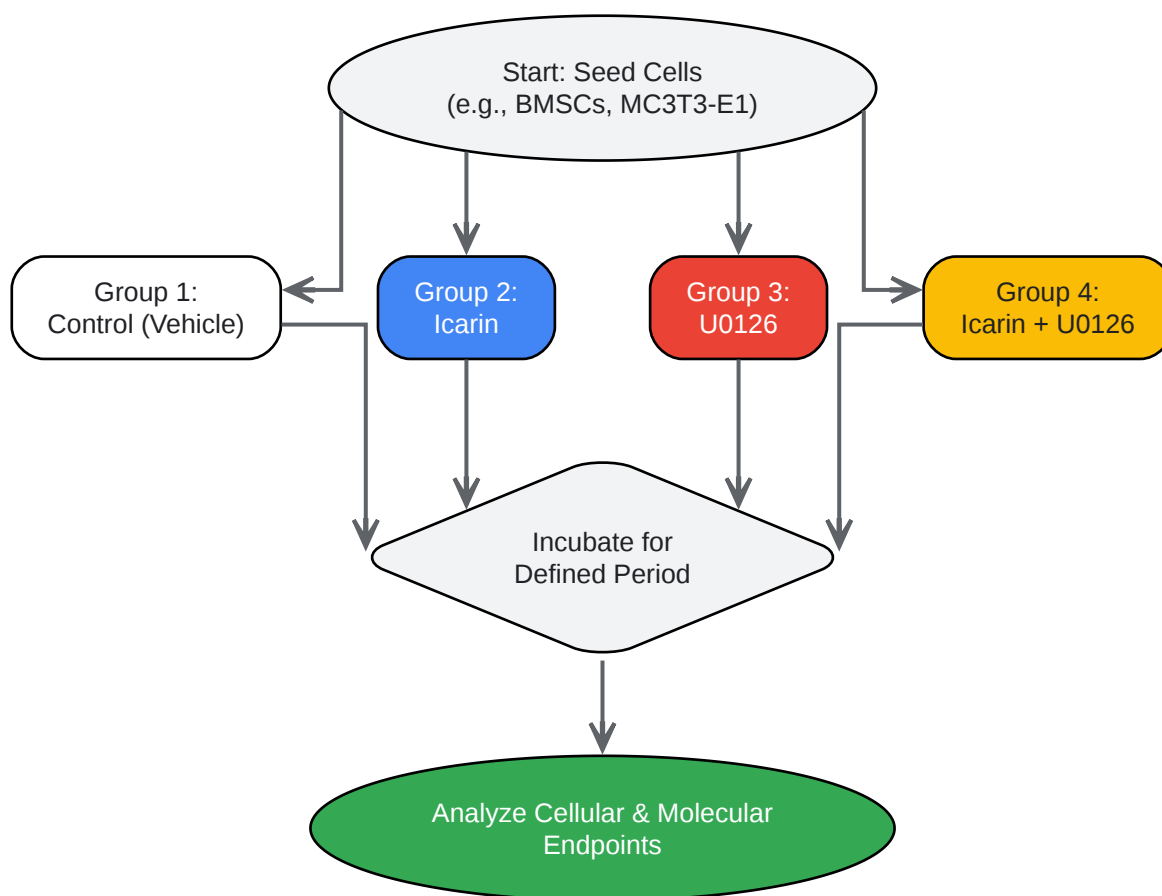 Start: Seed Cells
(e.g., BMSCs, MC3T3-E1)
Group 1:
Control (Vehicle)
Group 2:
Icarin
Group 3:
U0126
Group 4:
Icarin + U0126
Incubate for
Defined Period
Analyze Cellular & Molecular
Endpoints